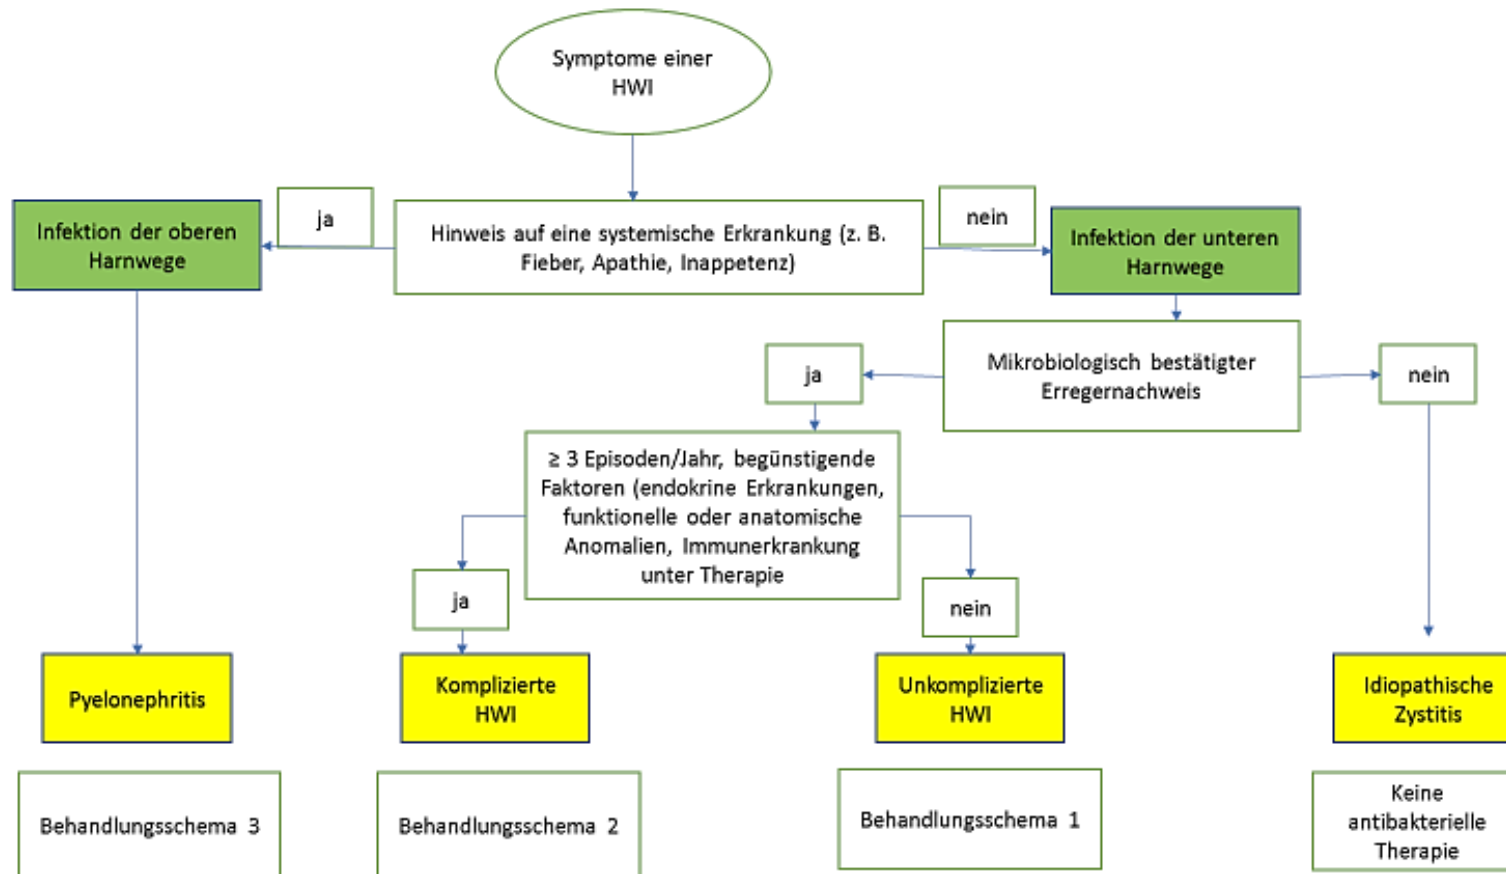 Symptome einer
HWI
ja
nein
Infektion der oberen
Harnwege
Hinweis auf eine systemische Erkrankung (z. B.
Fieber, Apathie, Inappetenz)
Infektion der unteren
Harnwege
ja
Mikrobiologisch bestätigter
Erregernachweis
nein
≥ 3 Episoden/Jahr, begünstigende
Faktoren (endokrine Erkrankungen,
funktionelle oder anatomische
Anomalien, Immunerkrankung
unter Therapie
ja
nein
Pyelonephritis
Komplizierte
HWI
Unkomplizierte
HWI
Idiopathische
Zystitis
Behandlungsschema 3
Behandlungsschema 2
Behandlungsschema 1
Keine
antibakterielle
Therapie